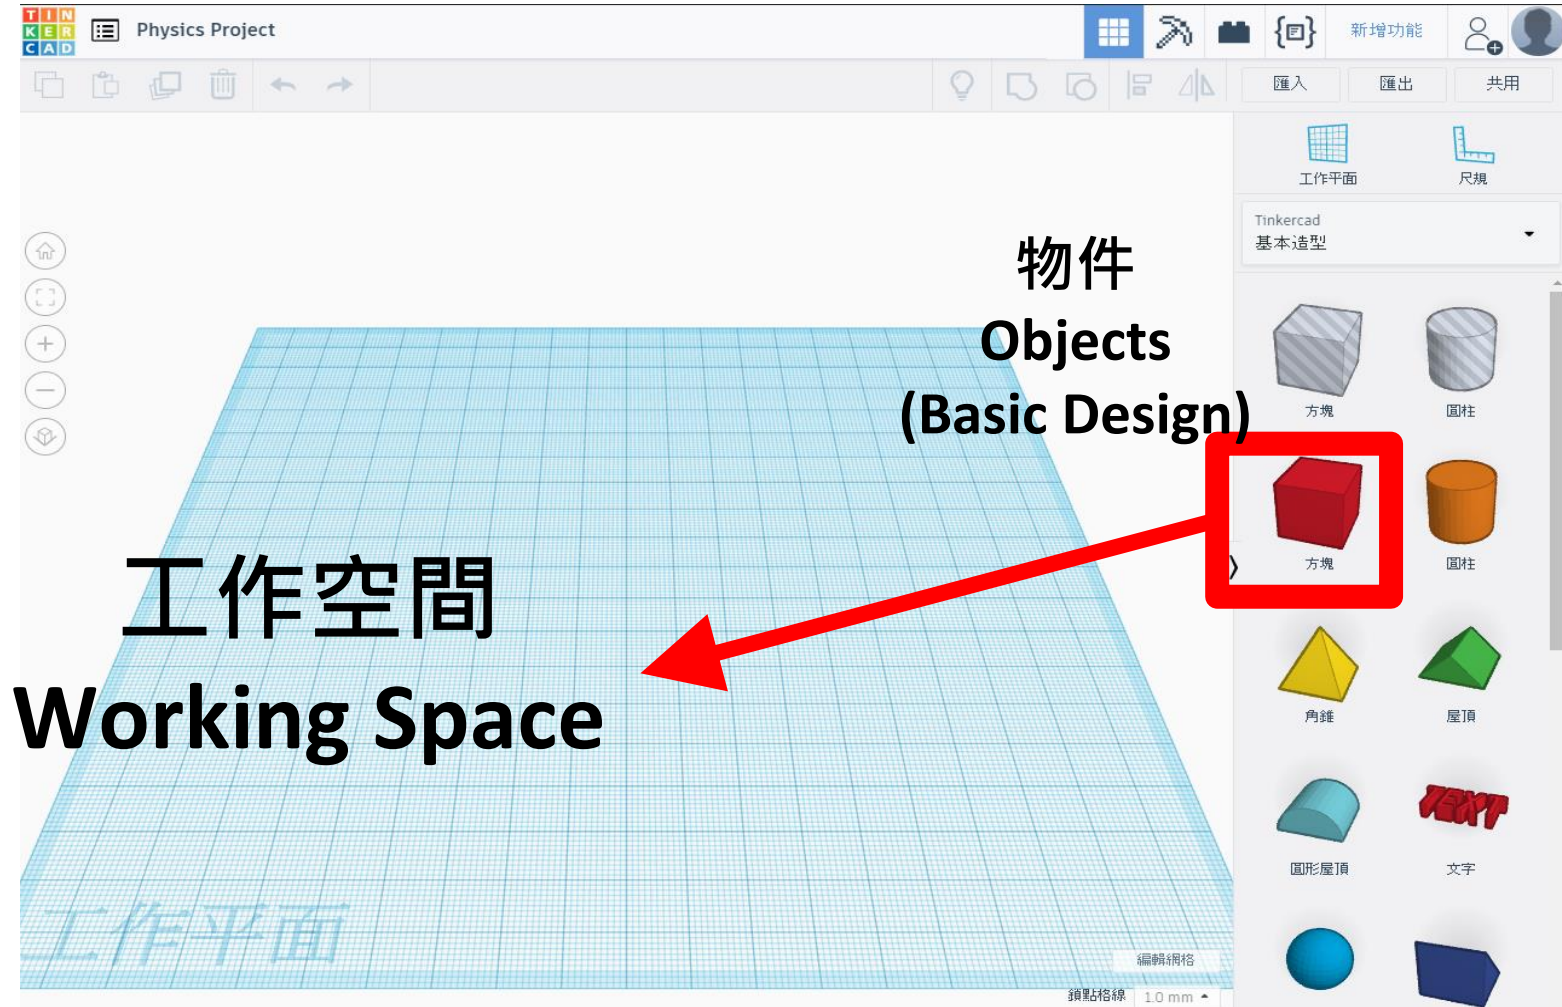 TIN
KER
CAD
Physics Project
新增功能
匯入
匯出
共用
工作平面
尺規
Tinkercad
基本造型
物件
Objects
(Basic Design)
方塊
圓柱
方塊
圓柱
工作空間
Working Space
角錐
屋頂
TEXT
圓形屋頂
文字
工作平面
編輯網格
鎖點格線
1.0 mm